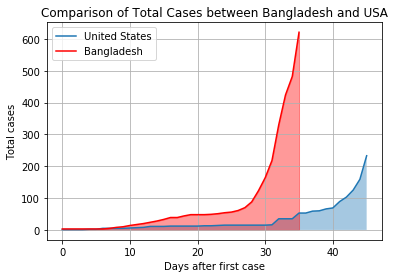 Comparison of Total Cases between Bangladesh and USA
United States
Bangladesh
600
500
400
300
200
100
0
Total cases
0 10 20 30 40
Days after first case